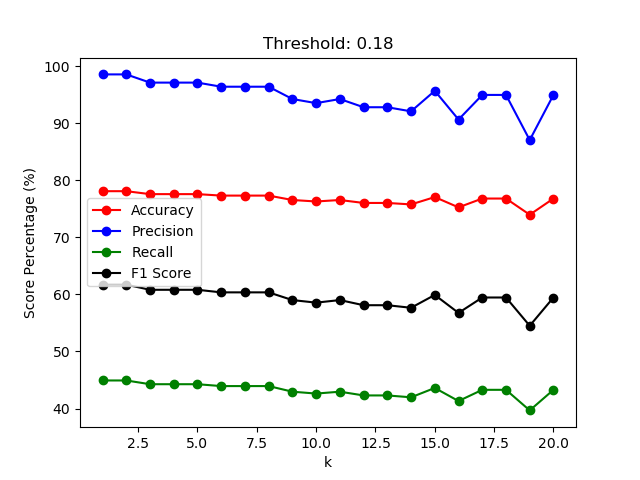 Threshold: 0.18
Score Percentage (%)
100
90
80
70
60
50
40
Accuracy
Precision
Recall
F1 Score
2.5 5.0 7.5 10.0 12.5 15.0 17.5 20.0
k